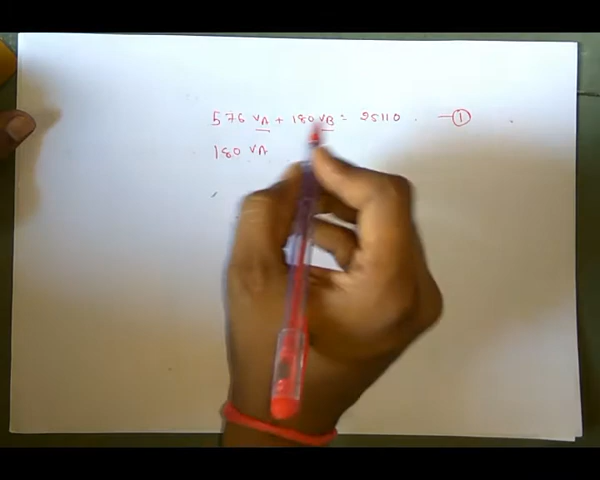 576 VA + 180 VB = 25110 . — ①
180 VA